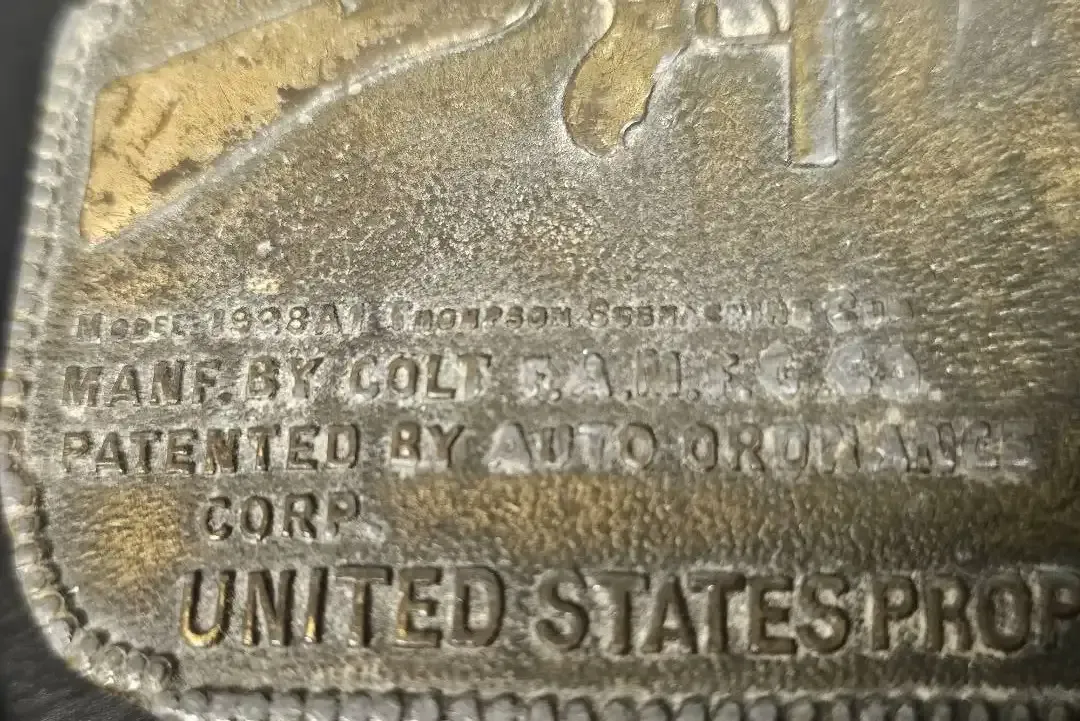 MODEL 1928A1 THOMPSON SUBMACHINE GUN
MANF. BY COLT F.A.M.F.G. CO.
PATENTED BY AUTO ORDNANCE
CORP.
UNITED STATES PROP